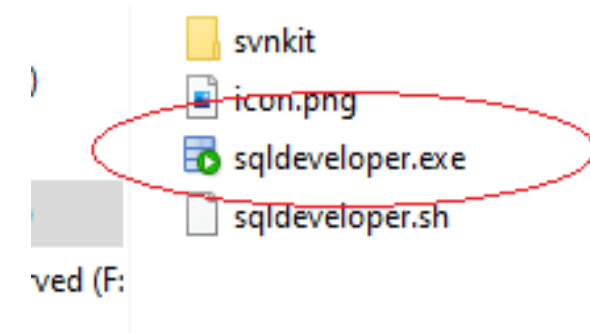 svnkit
)
icon.png
sqldeveloper.exe
sqldeveloper.sh
ved (F: